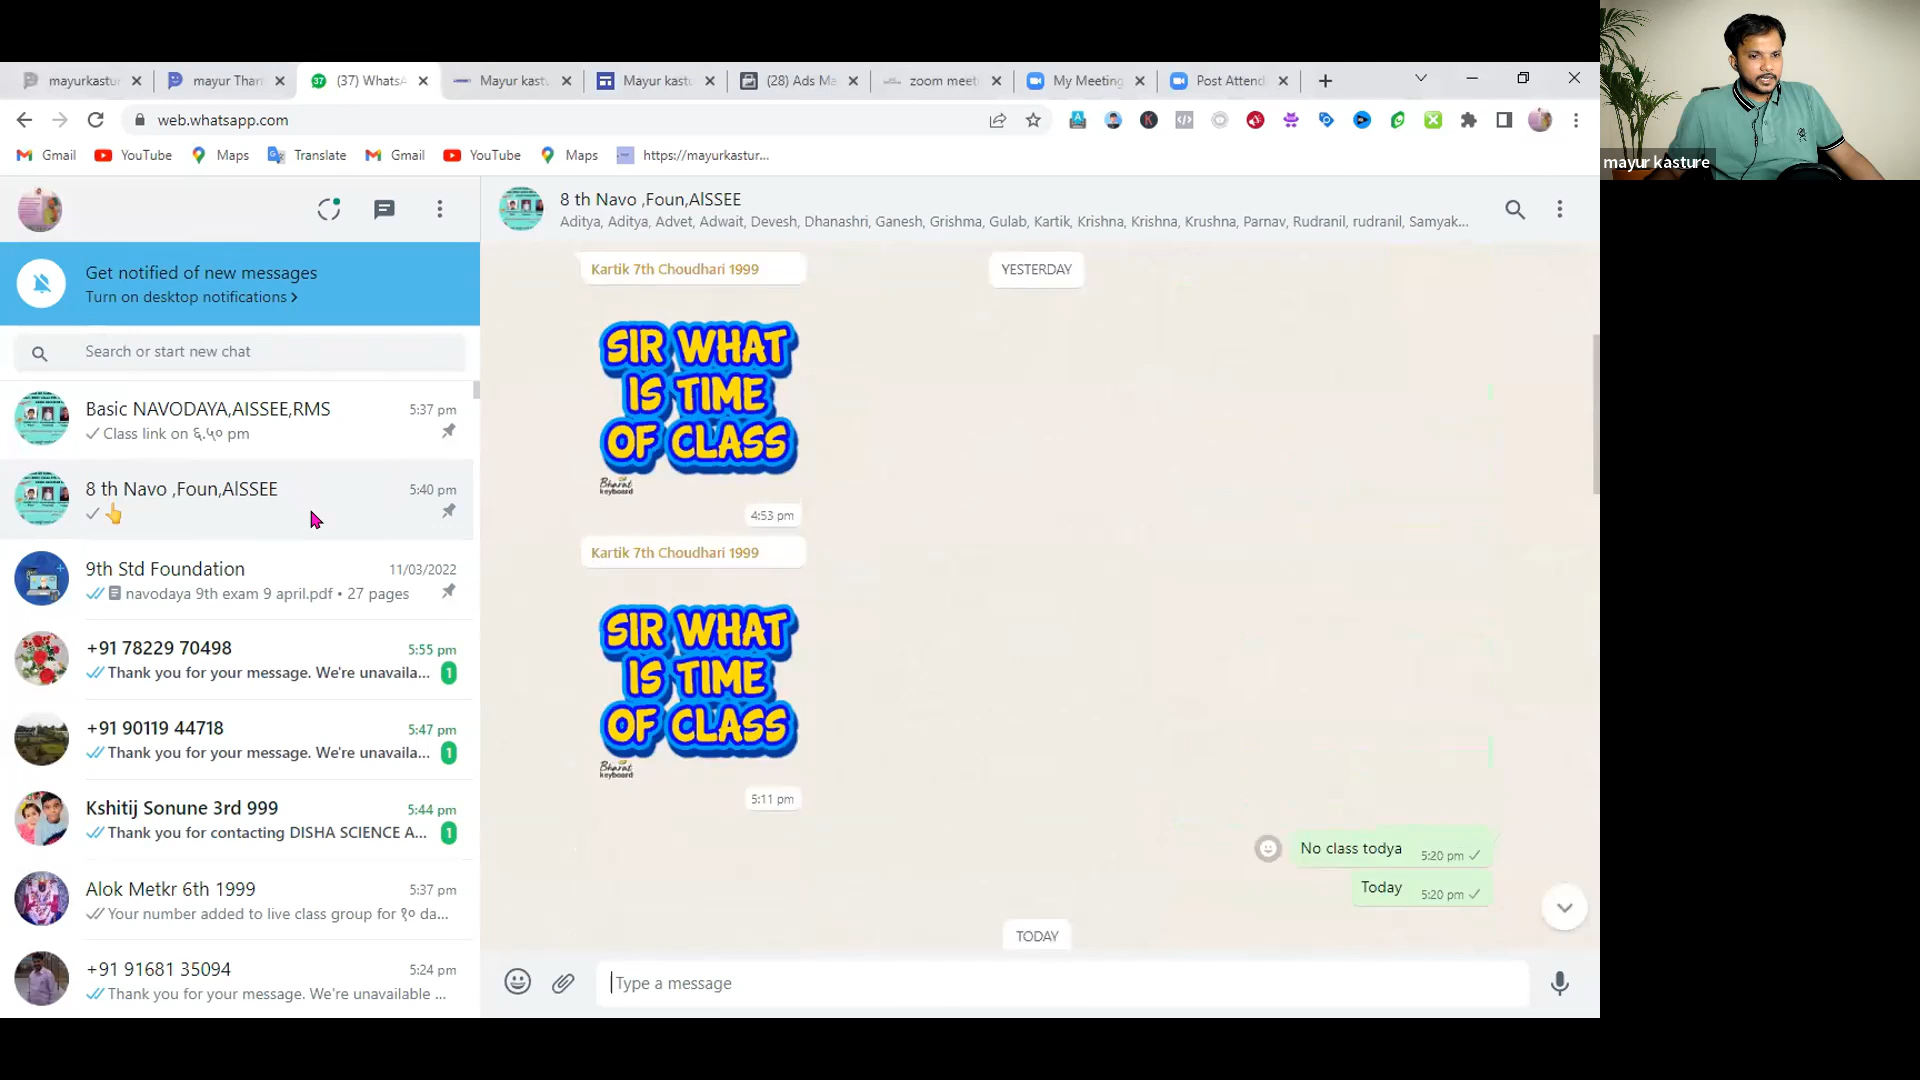 mayurkastu
mayur Than
(37) WhatsA
Mayur kastu
Mayur kastu
(28) Ads Ma
zoom meet
My Meeting
Post Attend
web.whatsapp.com
Gmail
YouTube
Maps
Translate
Gmail
YouTube
Maps
https://mayurkastur...
mayur kasture
Get notified of new messages
Turn on desktop notifications >
Search or start new chat
Basic NAVODAYA,AISSEE,RMS
5:37 pm
Class link on ६.५० pm
8 th Navo ,Foun,AlSSEE
5:40 pm
9th Std Foundation
11/03/2022
navodaya 9th exam 9 april.pdf • 27 pages
+91 78229 70498
5:55 pm
Thank you for your message. We're unavaila...
1
+91 90119 44718
5:47 pm
Thank you for your message. We're unavaila...
1
Kshitij Sonune 3rd 999
5:44 pm
Thank you for contacting DISHA SCIENCE A...
1
Alok Metkr 6th 1999
5:37 pm
Your number added to live class group for १० da...
+91 91681 35094
5:24 pm
Thank you for your message. We're unavailable ...
8 th Navo ,Foun,AlSSEE
Aditya, Aditya, Advet, Adwait, Devesh, Dhanashri, Ganesh, Grishma, Gulab, Kartik, Krishna, Krishna, Krushna, Parnav, Rudranil, rudranil, Samyak...
YESTERDAY
Kartik 7th Choudhari 1999
SIR WHAT
IS TIME
OF CLASS
Bharat
keyboard
4:53 pm
Kartik 7th Choudhari 1999
SIR WHAT
IS TIME
OF CLASS
Bharat
keyboard
5:11 pm
No class todya
5:20 pm
Today
5:20 pm
TODAY
Type a message